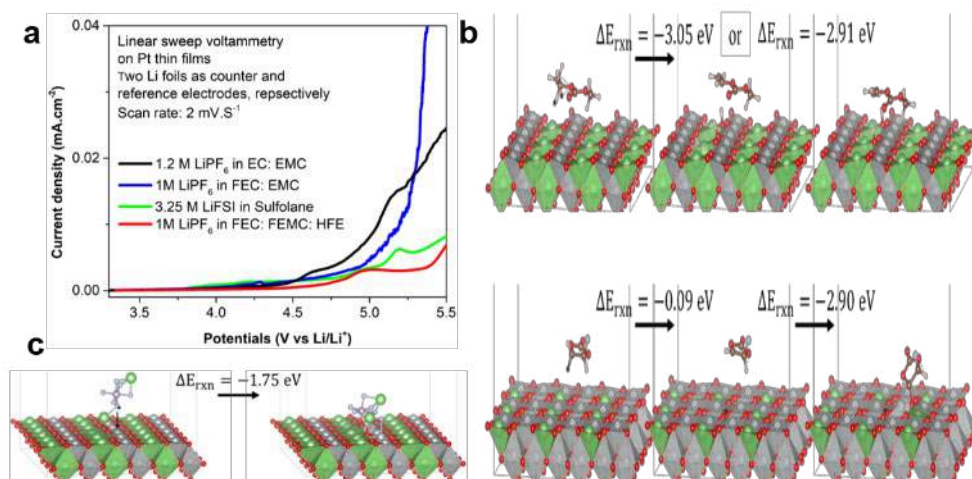 a
0.04
0.02
0.00
Current density (mA.cm⁻²)
Linear sweep voltammetry
on Pt thin films
Two Li foils as counter and
reference electrodes, repsectively
Scan rate: 2 mV.S⁻¹
1.2 M LiPF₆ in EC: EMC
1M LiPF₆ in FEC: EMC
3.25 M LiFSI in Sulfolane
1M LiPF₆ in FEC: FEMC: HFE
3.5 4.0 4.5 5.0 5.5
Potentials (V vs Li/Li⁺)
b
ΔE_rxn = −3.05 eV or ΔE_rxn = −2.91 eV
ΔE_rxn = −0.09 eV ΔE_rxn = −2.90 eV
c
ΔE_rxn = −1.75 eV